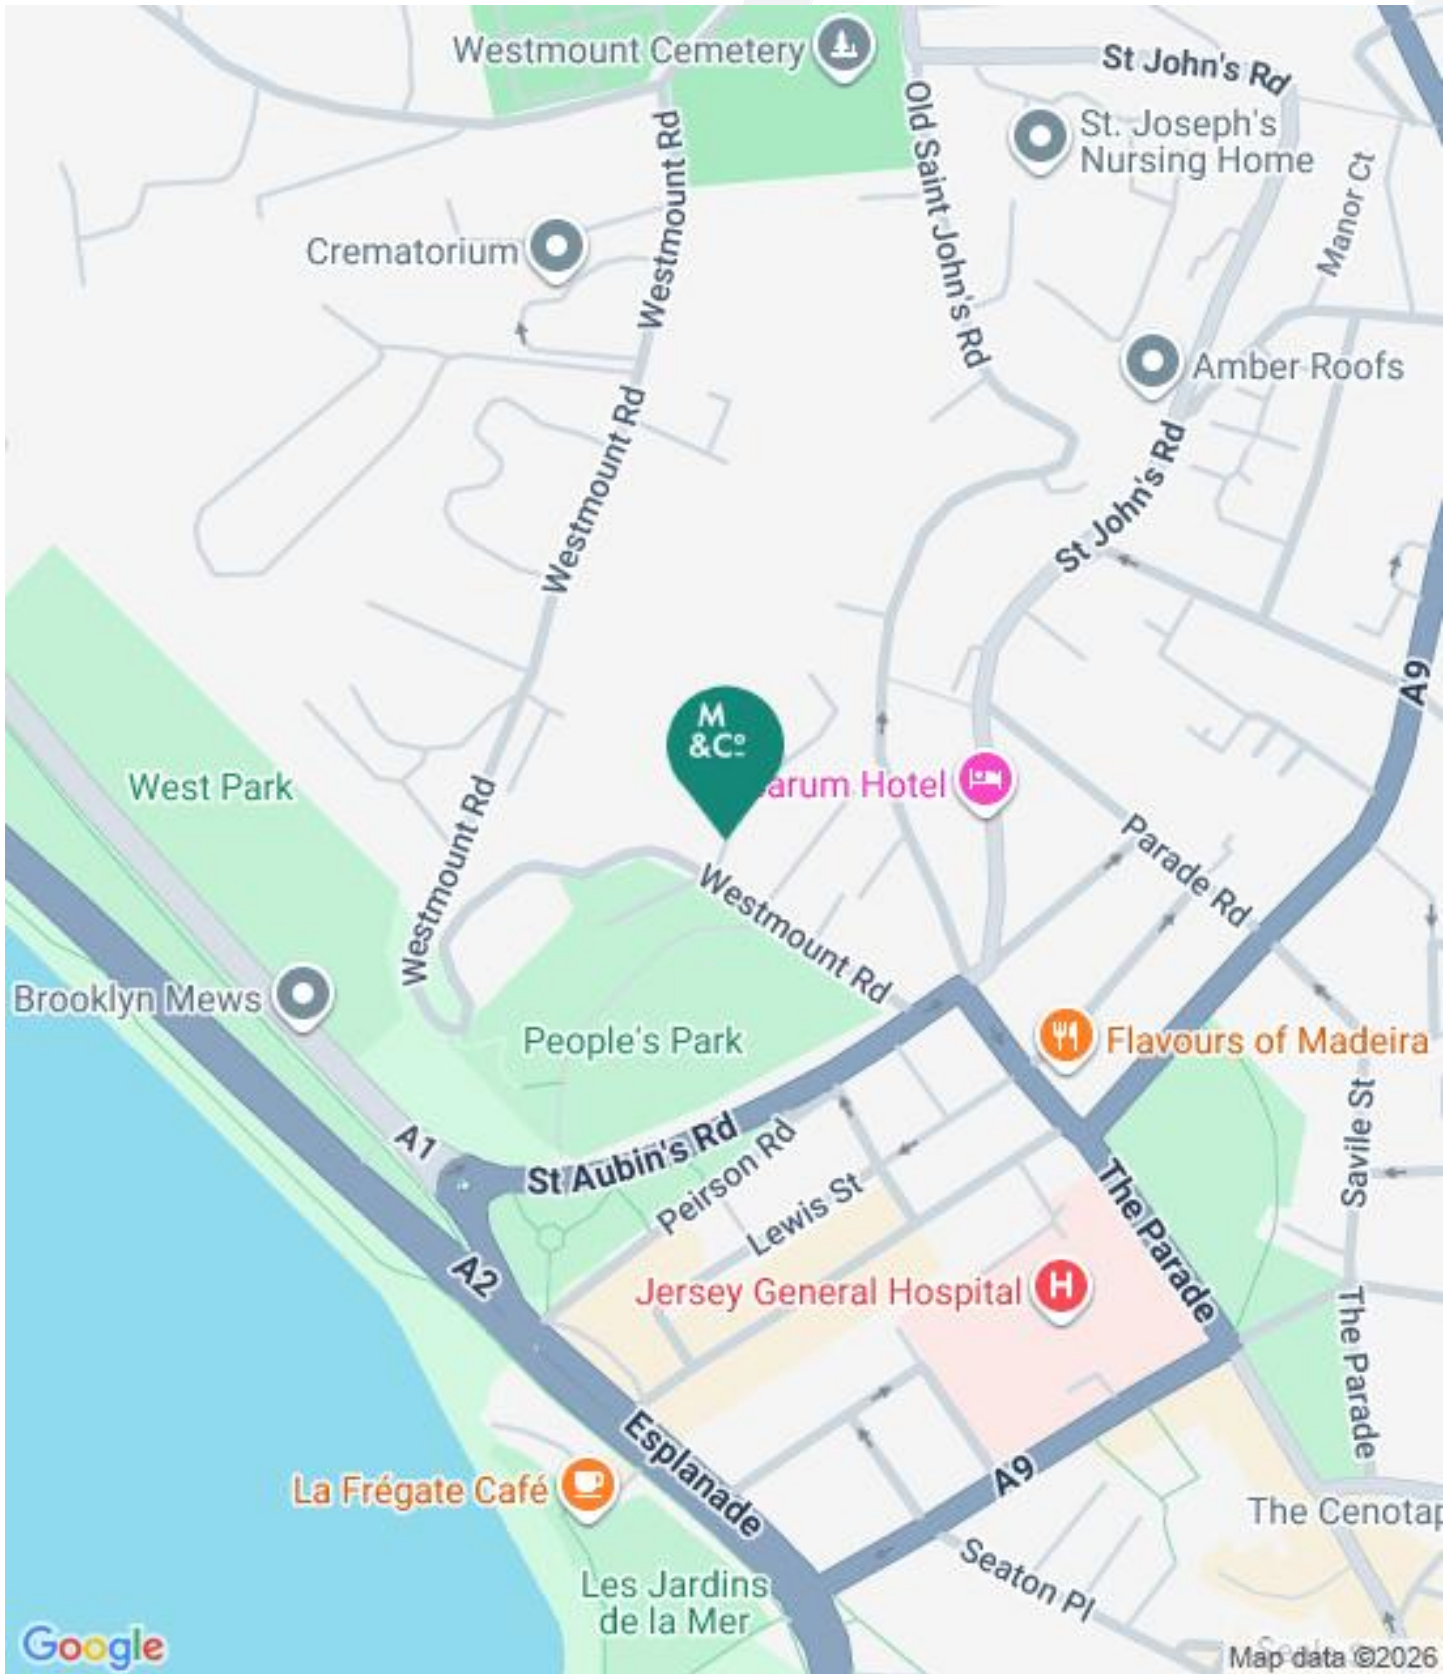 Westmount Cemetery
St John's Rd
Old Saint John's Rd
St. Joseph's
Nursing Home
Westmount Rd
Manor Ct
Crematorium
Westmount Rd
Amber Roofs
St John's Rd
A9
M
&Cº
West Park
arum Hotel
Westmount Rd
Parade Rd
Westmount Rd
Brooklyn Mews
People's Park
Flavours of Madeira
A1
St Aubin's Rd
Peirson Rd
Savile St
Lewis St
The Parade
A2
Jersey General Hospital
H
The Parade
Esplanade
A9
La Frégate Café
The Cenotap
Seaton Pl
Les Jardins
de la Mer
Google
Map data ©2026